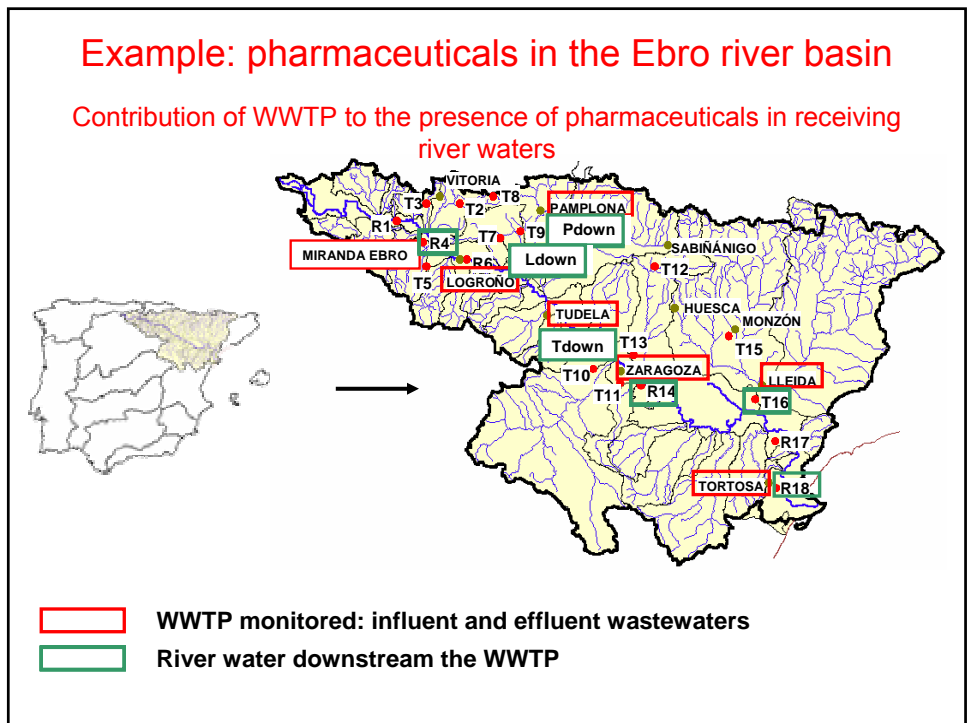 Example: pharmaceuticals in the Ebro river basin
Contribution of WWTP to the presence of pharmaceuticals in receiving
river waters
VITORIA
T3
T2
T8
PAMPLONA
R1
T7
T9
Pdown
R4
SABIÑÁNIGO
MIRANDA EBRO
R6
Ldown
T12
T5
LOGROÑO
HUESCA
TUDELA
MONZÓN
Tdown
T13
T15
T10
ZARAGOZA
LLEIDA
T11
R14
T16
R17
TORTOSA
R18
WWTP monitored: influent and effluent wastewaters
River water downstream the WWTP